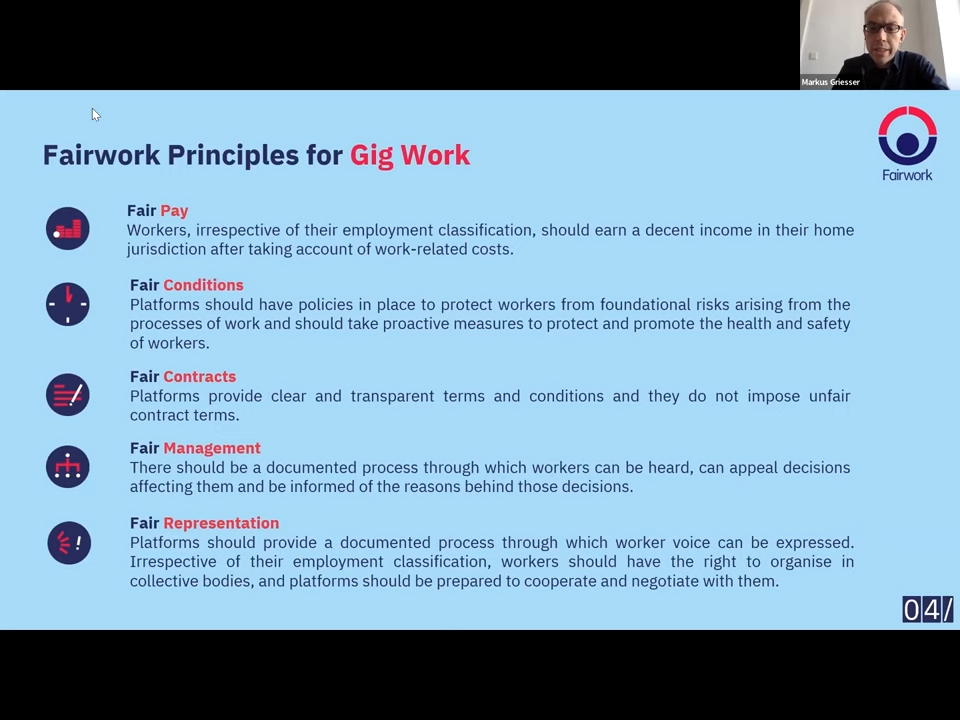 Markus Griesser
Fairwork Principles for Gig Work
Fairwork
Fair Pay
Workers, irrespective of their employment classification, should earn a decent income in their home
jurisdiction after taking account of work-related costs.
Fair Conditions
Platforms should have policies in place to protect workers from foundational risks arising from the
processes of work and should take proactive measures to protect and promote the health and safety
of workers.
Fair Contracts
Platforms provide clear and transparent terms and conditions and they do not impose unfair
contract terms.
Fair Management
There should be a documented process through which workers can be heard, can appeal decisions
affecting them and be informed of the reasons behind those decisions.
Fair Representation
Platforms should provide a documented process through which worker voice can be expressed.
Irrespective of their employment classification, workers should have the right to organise in
collective bodies, and platforms should be prepared to cooperate and negotiate with them.
04/